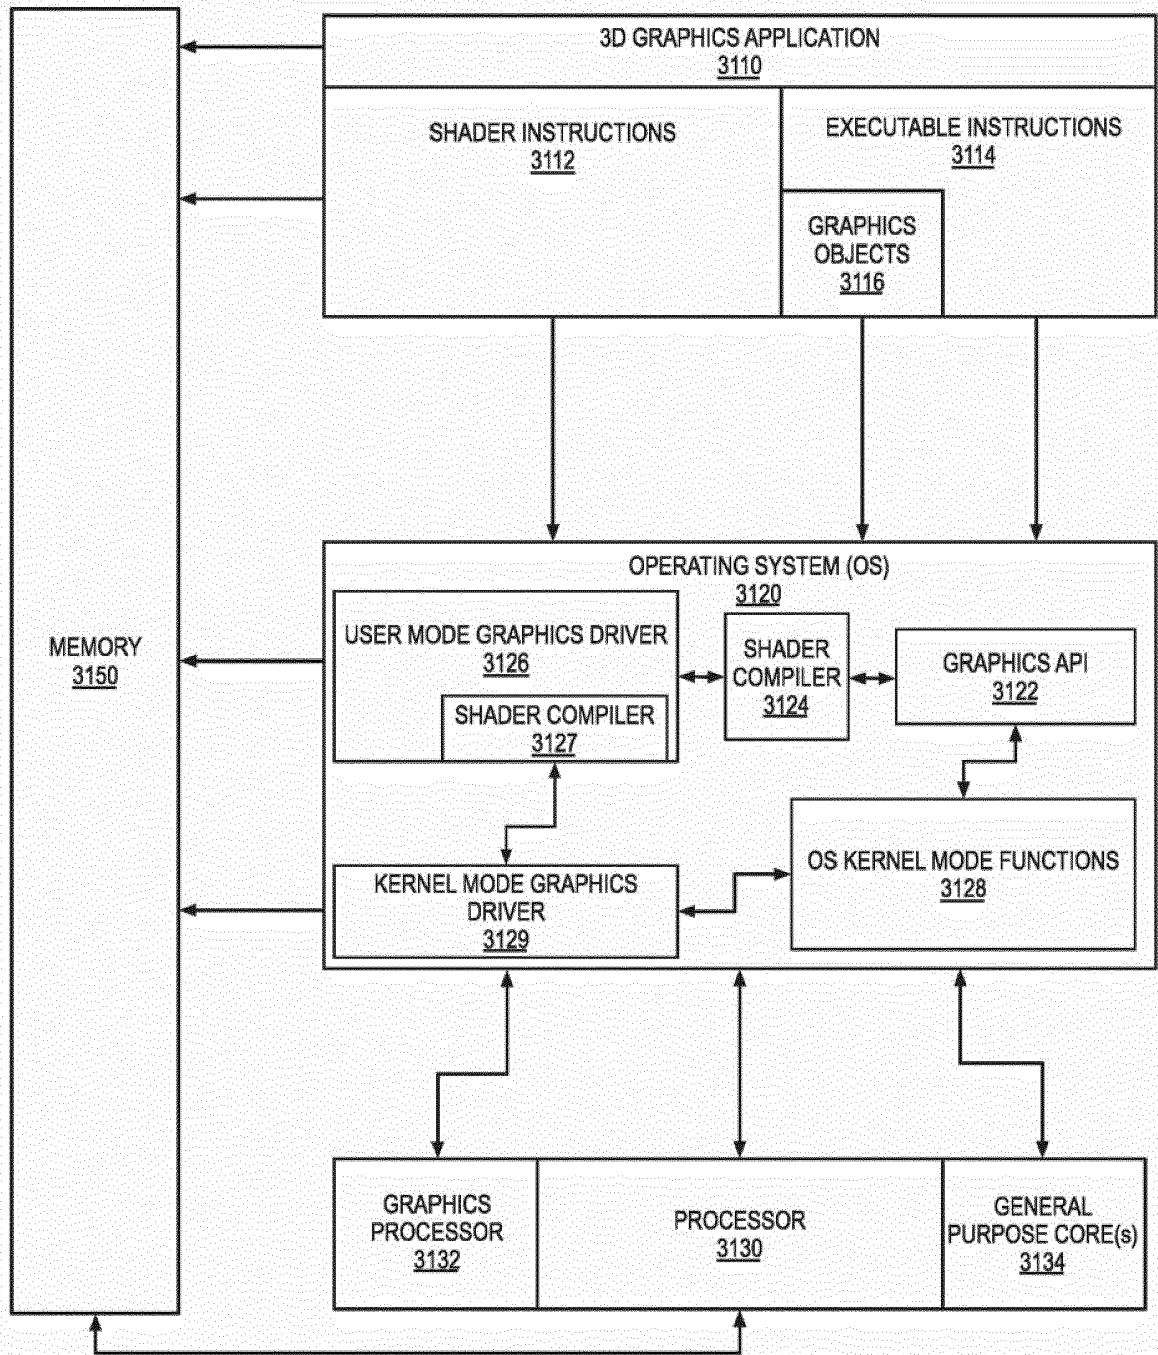 3D GRAPHICS APPLICATION
3110
SHADER INSTRUCTIONS
3112
EXECUTABLE INSTRUCTIONS
3114
GRAPHICS
OBJECTS
3116
MEMORY
3150
OPERATING SYSTEM (OS)
3120
USER MODE GRAPHICS DRIVER
3126
SHADER COMPILER
3127
SHADER
COMPILER
3124
GRAPHICS API
3122
KERNEL MODE GRAPHICS
DRIVER
3129
OS KERNEL MODE FUNCTIONS
3128
GRAPHICS
PROCESSOR
3132
PROCESSOR
3130
GENERAL
PURPOSE CORE(s)
3134